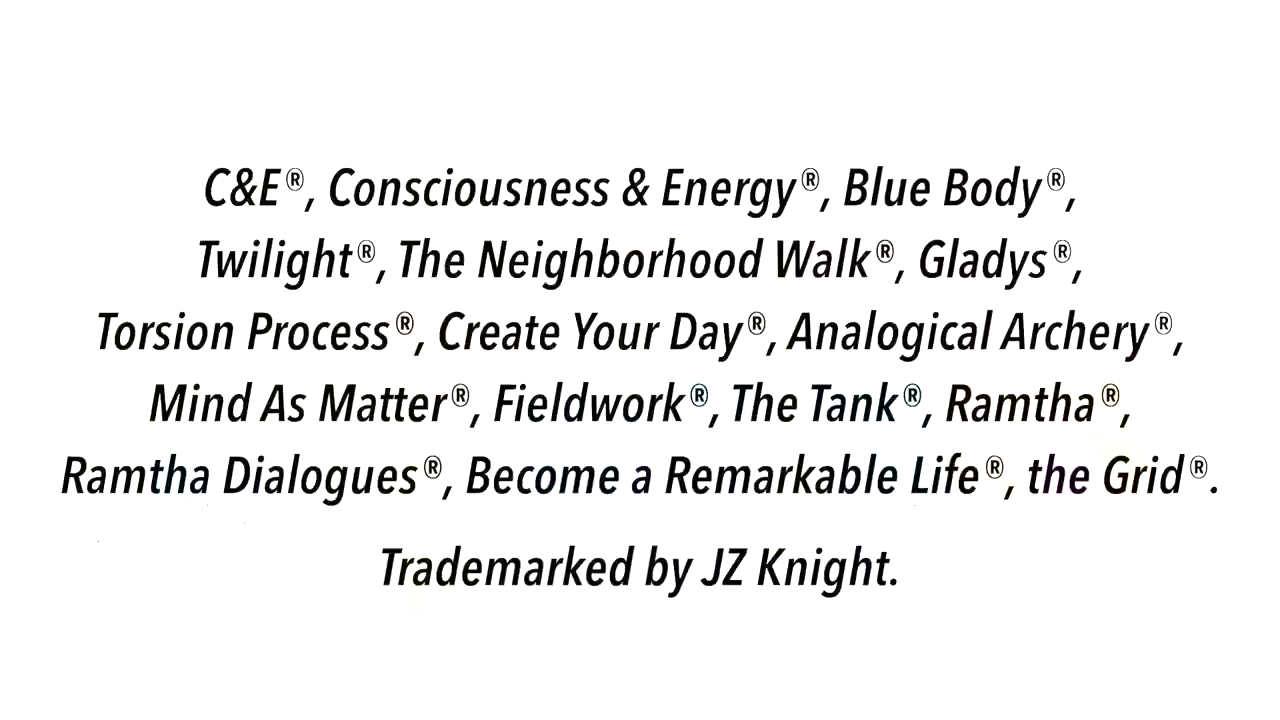 C&E®, Consciousness & Energy®, Blue Body®,
Twilight®, The Neighborhood Walk®, Gladys®,
Torsion Process®, Create Your Day®, Analogical Archery®,
Mind As Matter®, Fieldwork®, The Tank®, Ramtha®,
Ramtha Dialogues®, Become a Remarkable Life®, the Grid®.
Trademarked by JZ Knight.